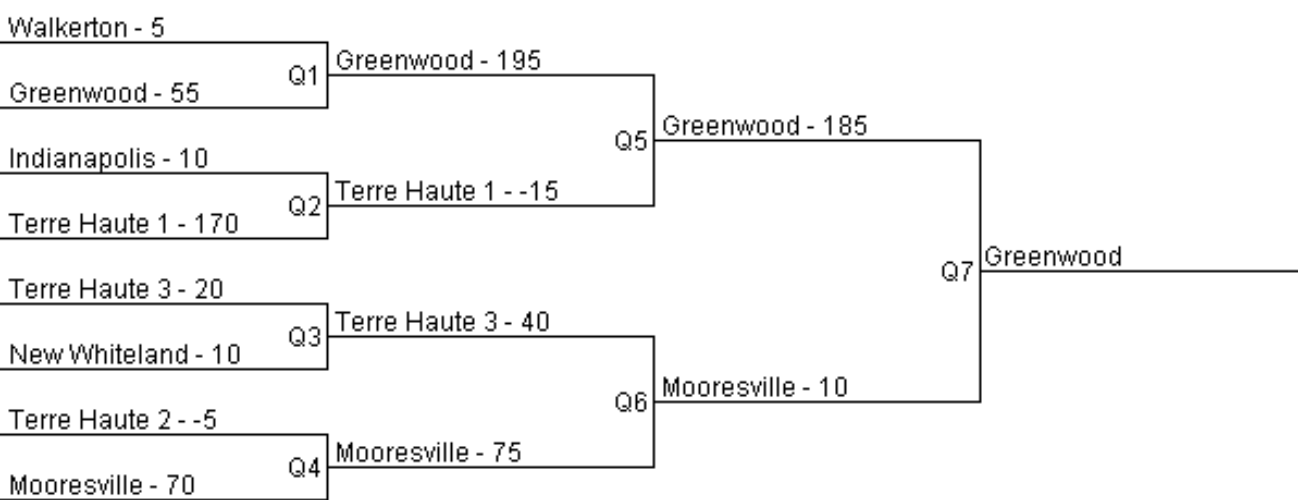 Walkerton - 5
Greenwood - 195
Q1
Greenwood - 55
Greenwood - 185
Q5
Indianapolis - 10
Terre Haute 1 - -15
Q2
Terre Haute 1 - 170
Greenwood
Q7
Terre Haute 3 - 20
Terre Haute 3 - 40
Q3
New Whiteland - 10
Mooresville - 10
Q6
Terre Haute 2 - -5
Mooresville - 75
Q4
Mooresville - 70